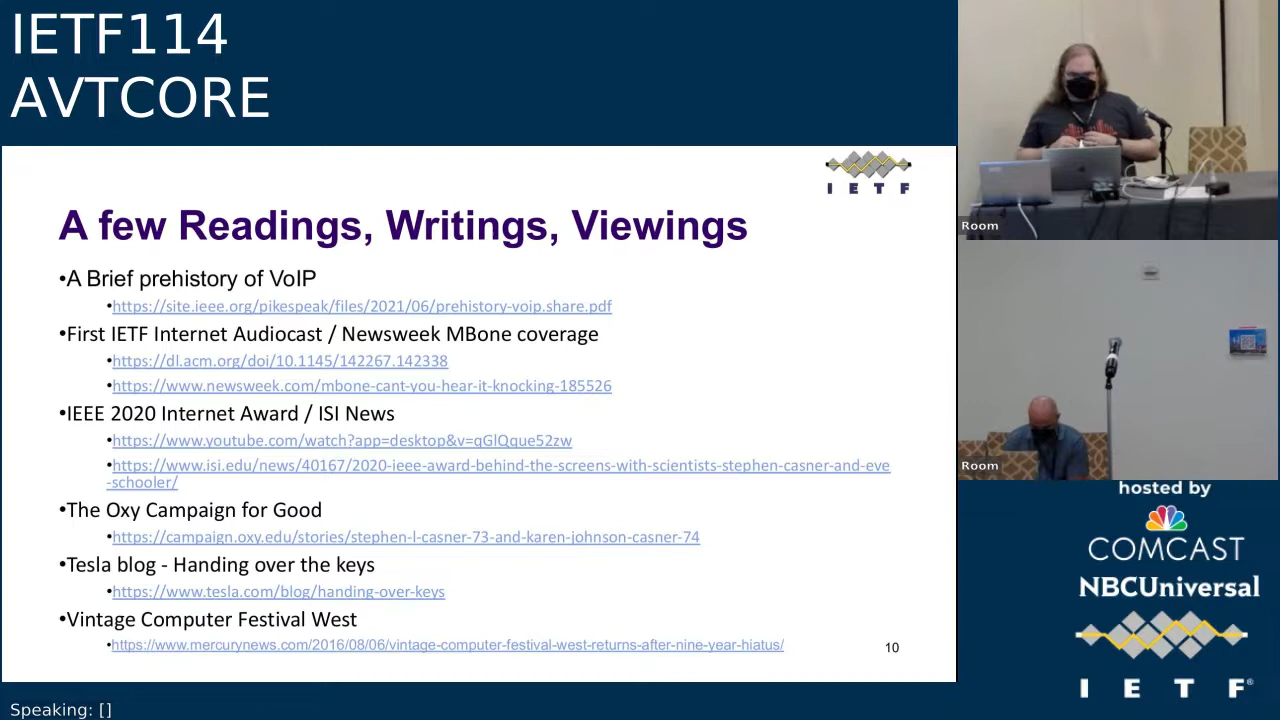 IETF114
AVTCORE
I E T F
A few Readings, Writings, Viewings
•A Brief prehistory of VoIP
•https://site.ieee.org/pikespeak/files/2021/06/prehistory-voip.share.pdf
•First IETF Internet Audiocast / Newsweek MBone coverage
•https://dl.acm.org/doi/10.1145/142267.142338
•https://www.newsweek.com/mbone-cant-you-hear-it-knocking-185526
•IEEE 2020 Internet Award / ISI News
•https://www.youtube.com/watch?app=desktop&v=qGlQque52zw
•https://www.isi.edu/news/40167/2020-ieee-award-behind-the-screens-with-scientists-stephen-casner-and-eve
-schooler/
•The Oxy Campaign for Good
•https://campaign.oxy.edu/stories/stephen-l-casner-73-and-karen-johnson-casner-74
•Tesla blog - Handing over the keys
•https://www.tesla.com/blog/handing-over-keys
•Vintage Computer Festival West
•https://www.mercurynews.com/2016/08/06/vintage-computer-festival-west-returns-after-nine-year-hiatus/
10
Room
Room
hosted by
COMCAST
NBCUniversal
I E T F®
Speaking: []